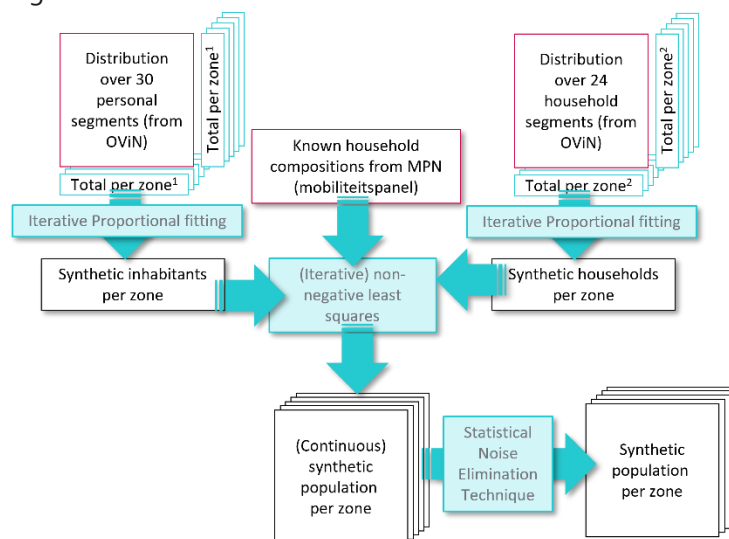 Distribution
over 30
personal
segments (from
OViN)
Total per zone¹
Total per zone¹
Iterative Proportional fitting
Synthetic inhabitants
per zone
Known household
compositions from MPN
(mobiliteitspanel)
Distribution
over 24
household
segments (from
OViN)
Total per zone²
Total per zone²
Iterative Proportional fitting
Synthetic households
per zone
(Iterative) non-
negative least
squares
(Continuous)
synthetic
population
per zone
Statistical
Noise
Elimination
Technique
Synthetic
population
per zone